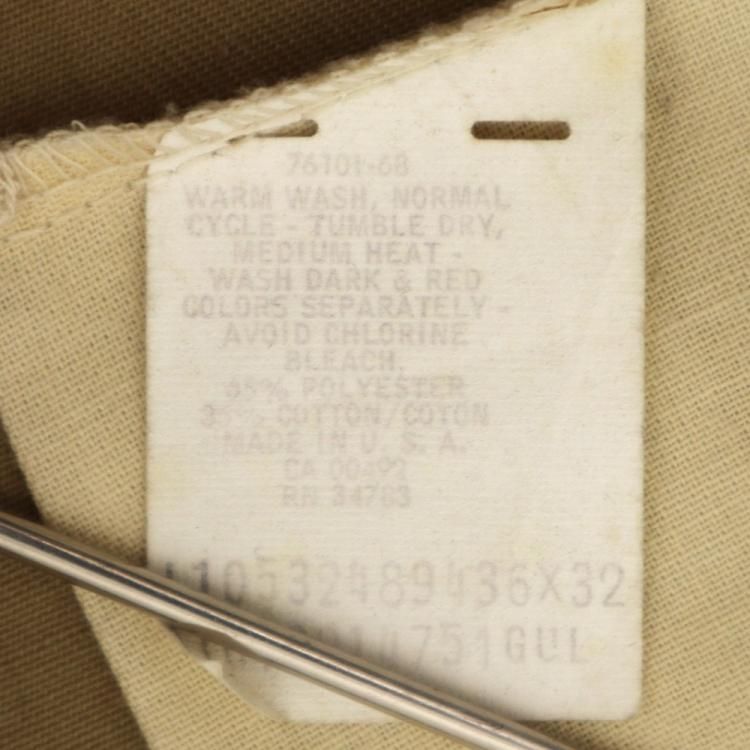 76101-68
WARM WASH, NORMAL
CYCLE - TUMBLE DRY,
MEDIUM HEAT -
WASH DARK & RED
COLORS SEPARATELY -
AVOID CHLORINE
BLEACH.
65% POLYESTER
35% COTTON/COTON
MADE IN U. S. A.
CA 00492
RN 34783
36X32
GUL